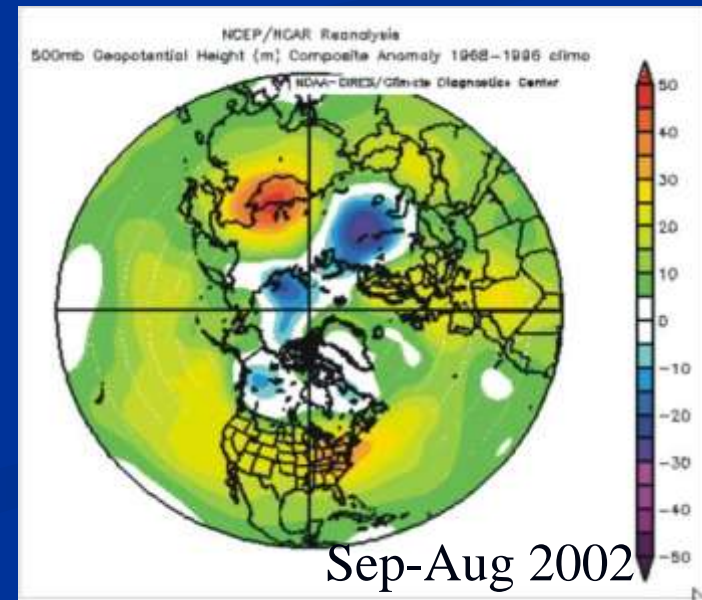 NCEP/NCAR Reanalysis
500mb Geopotential Height (m) Composite Anomaly 1968-1996 climo
NOAA-CIRES/Climate Diagnostics Center
50
40
30
20
10
0
-10
-20
-30
-40
-50
Sep-Aug 2002